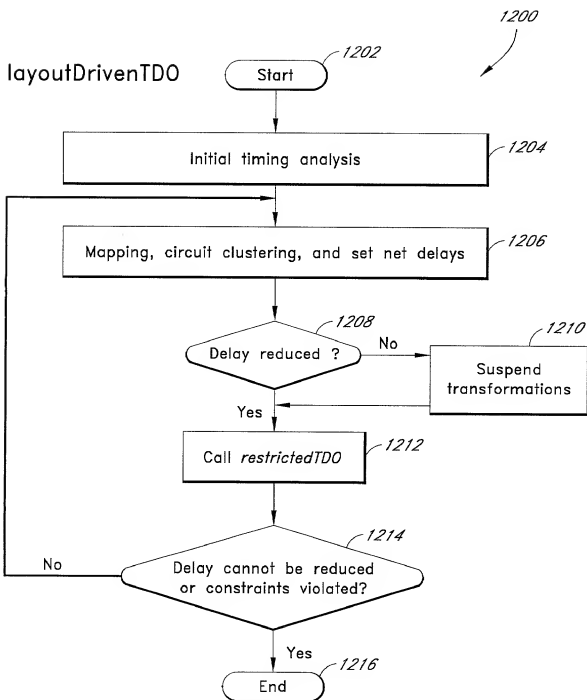 1200
layoutDrivenTDO
Start
1202
Initial timing analysis
1204
Mapping, circuit clustering, and set net delays
1206
Delay reduced ?
1208
No
Suspend
transformations
1210
Yes
Call restrictedTDO
1212
Delay cannot be reduced
or constraints violated?
1214
No
Yes
End
1216